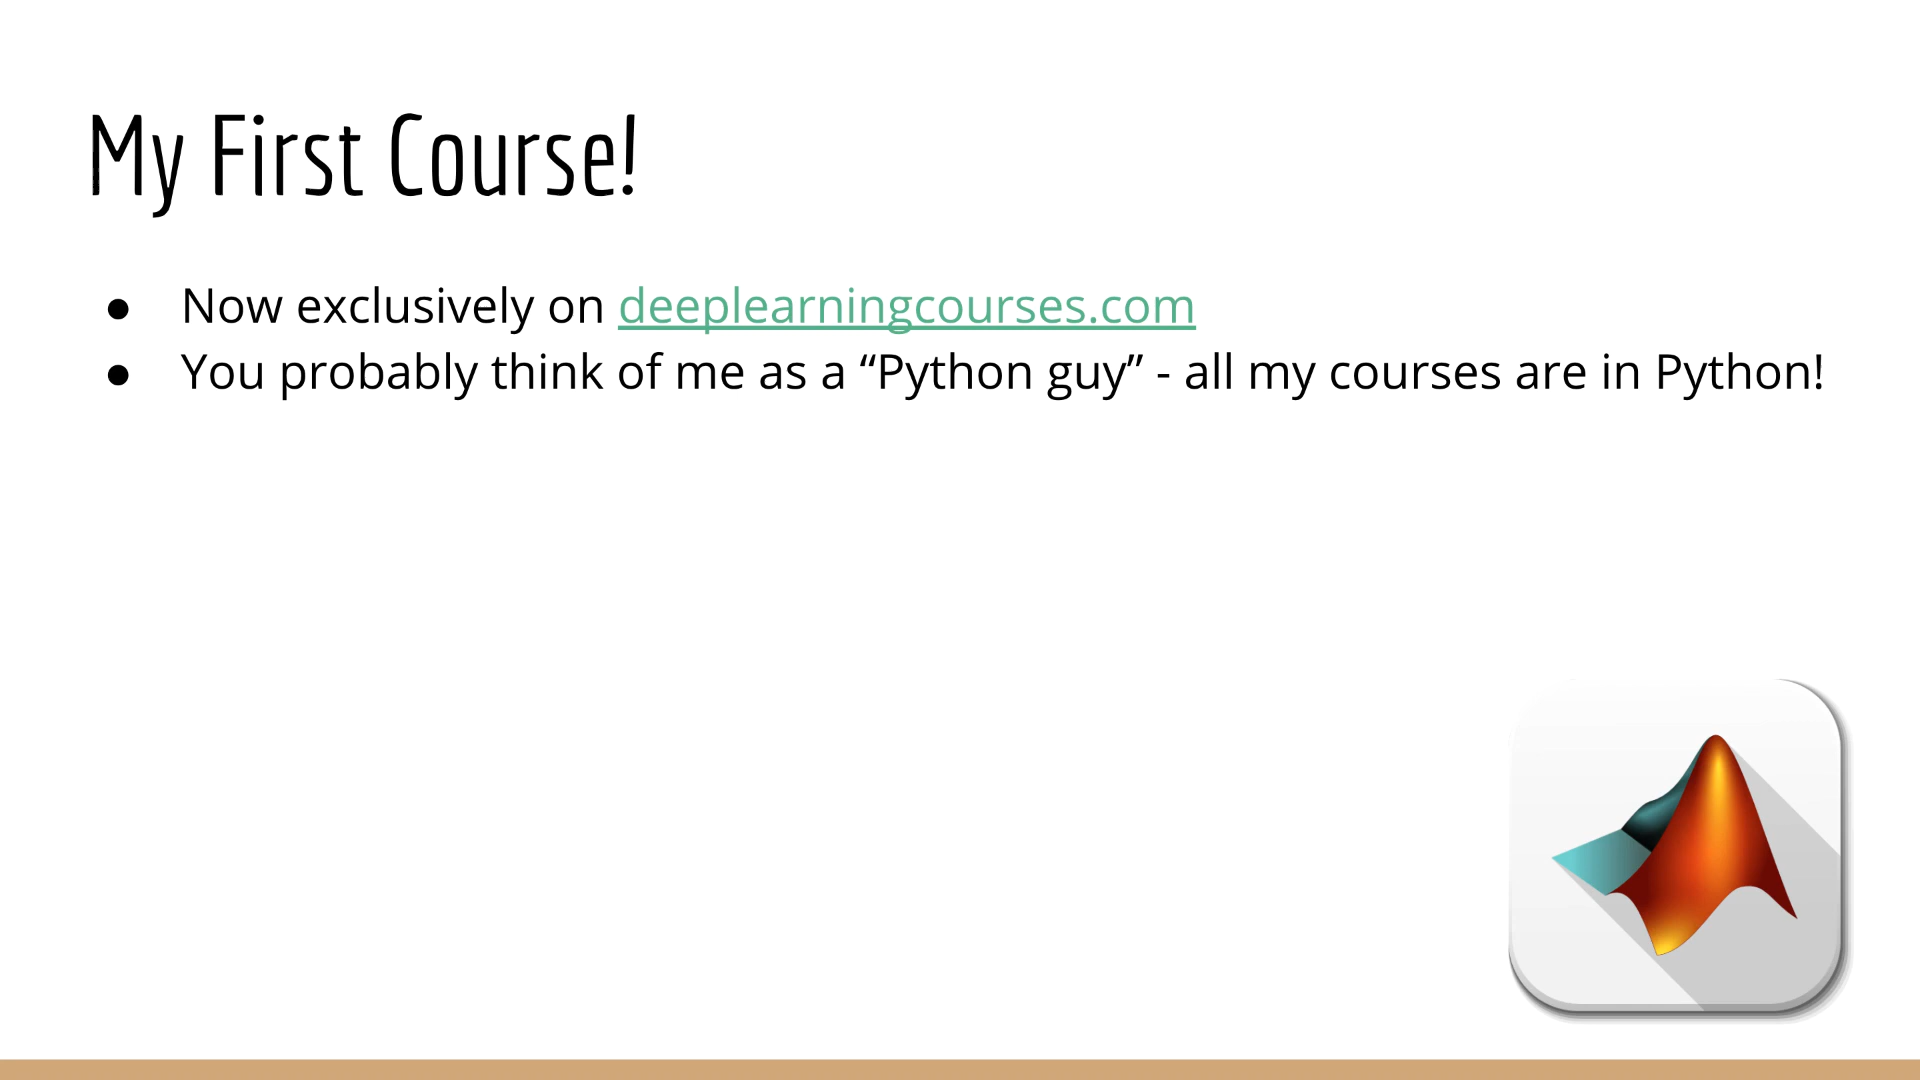 My First Course!
● Now exclusively on deeplearningcourses.com
● You probably think of me as a “Python guy” - all my courses are in Python!